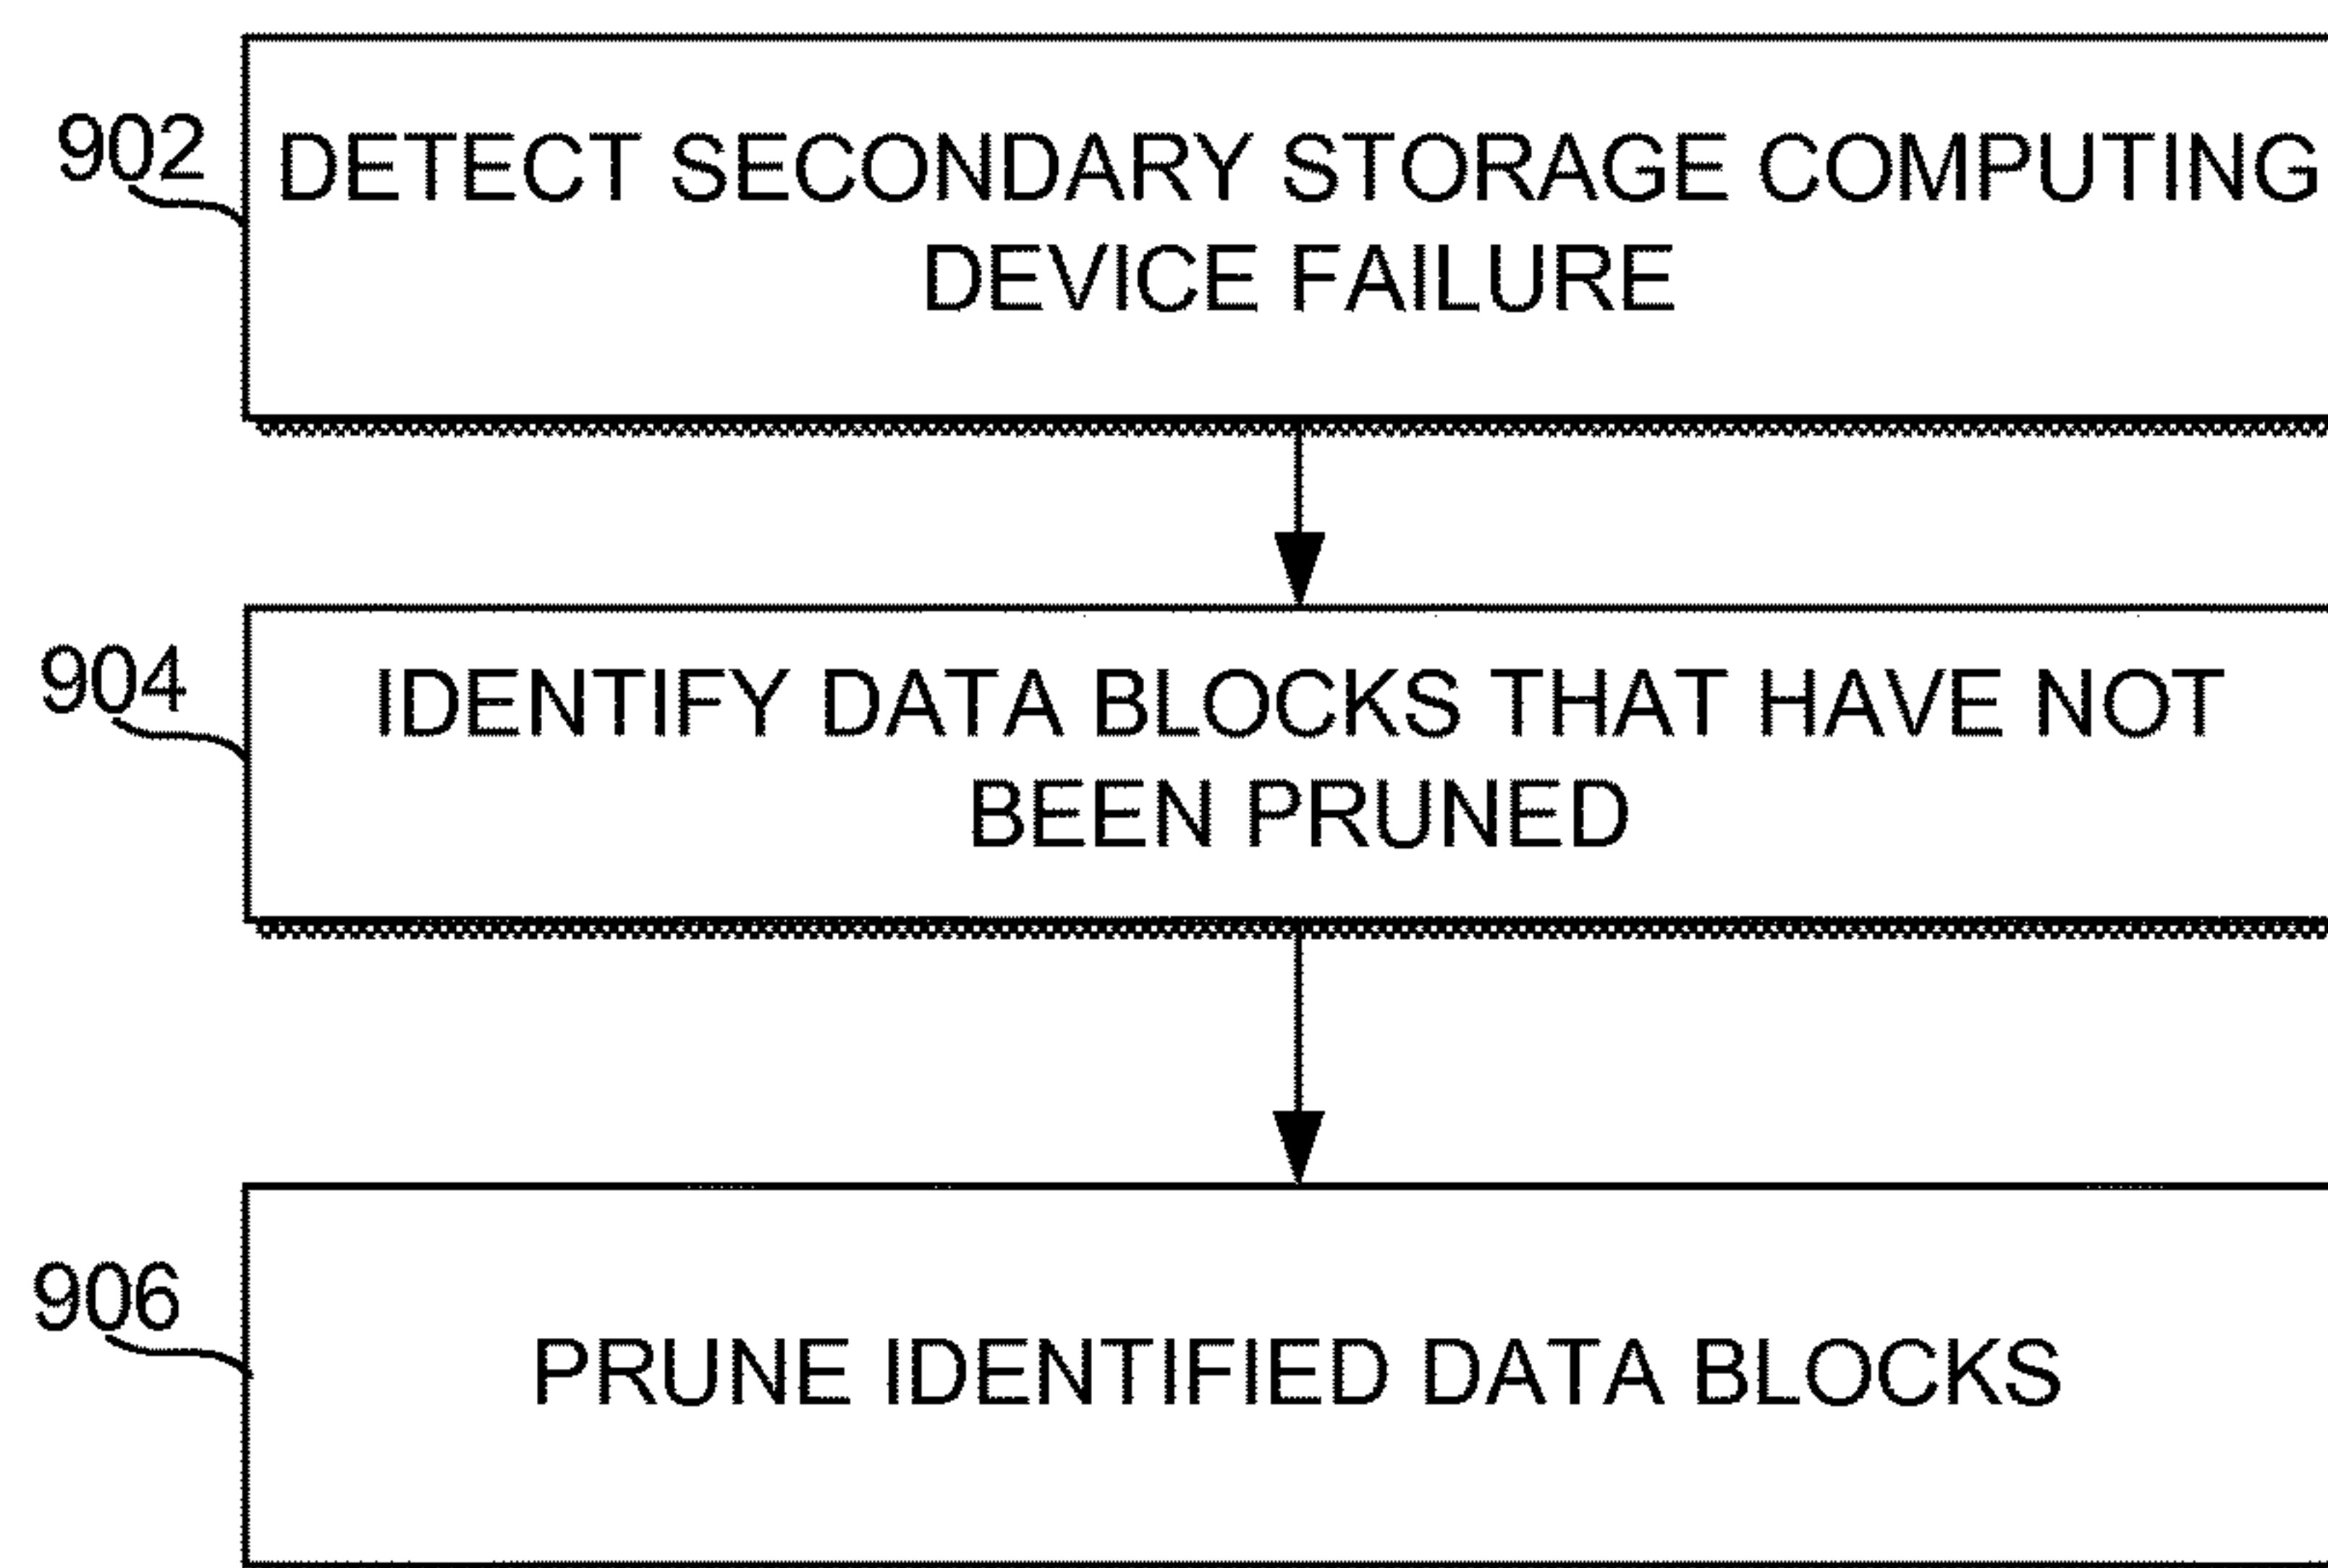 902
DETECT SECONDARY STORAGE COMPUTING
DEVICE FAILURE
904
IDENTIFY DATA BLOCKS THAT HAVE NOT
BEEN PRUNED
906
PRUNE IDENTIFIED DATA BLOCKS